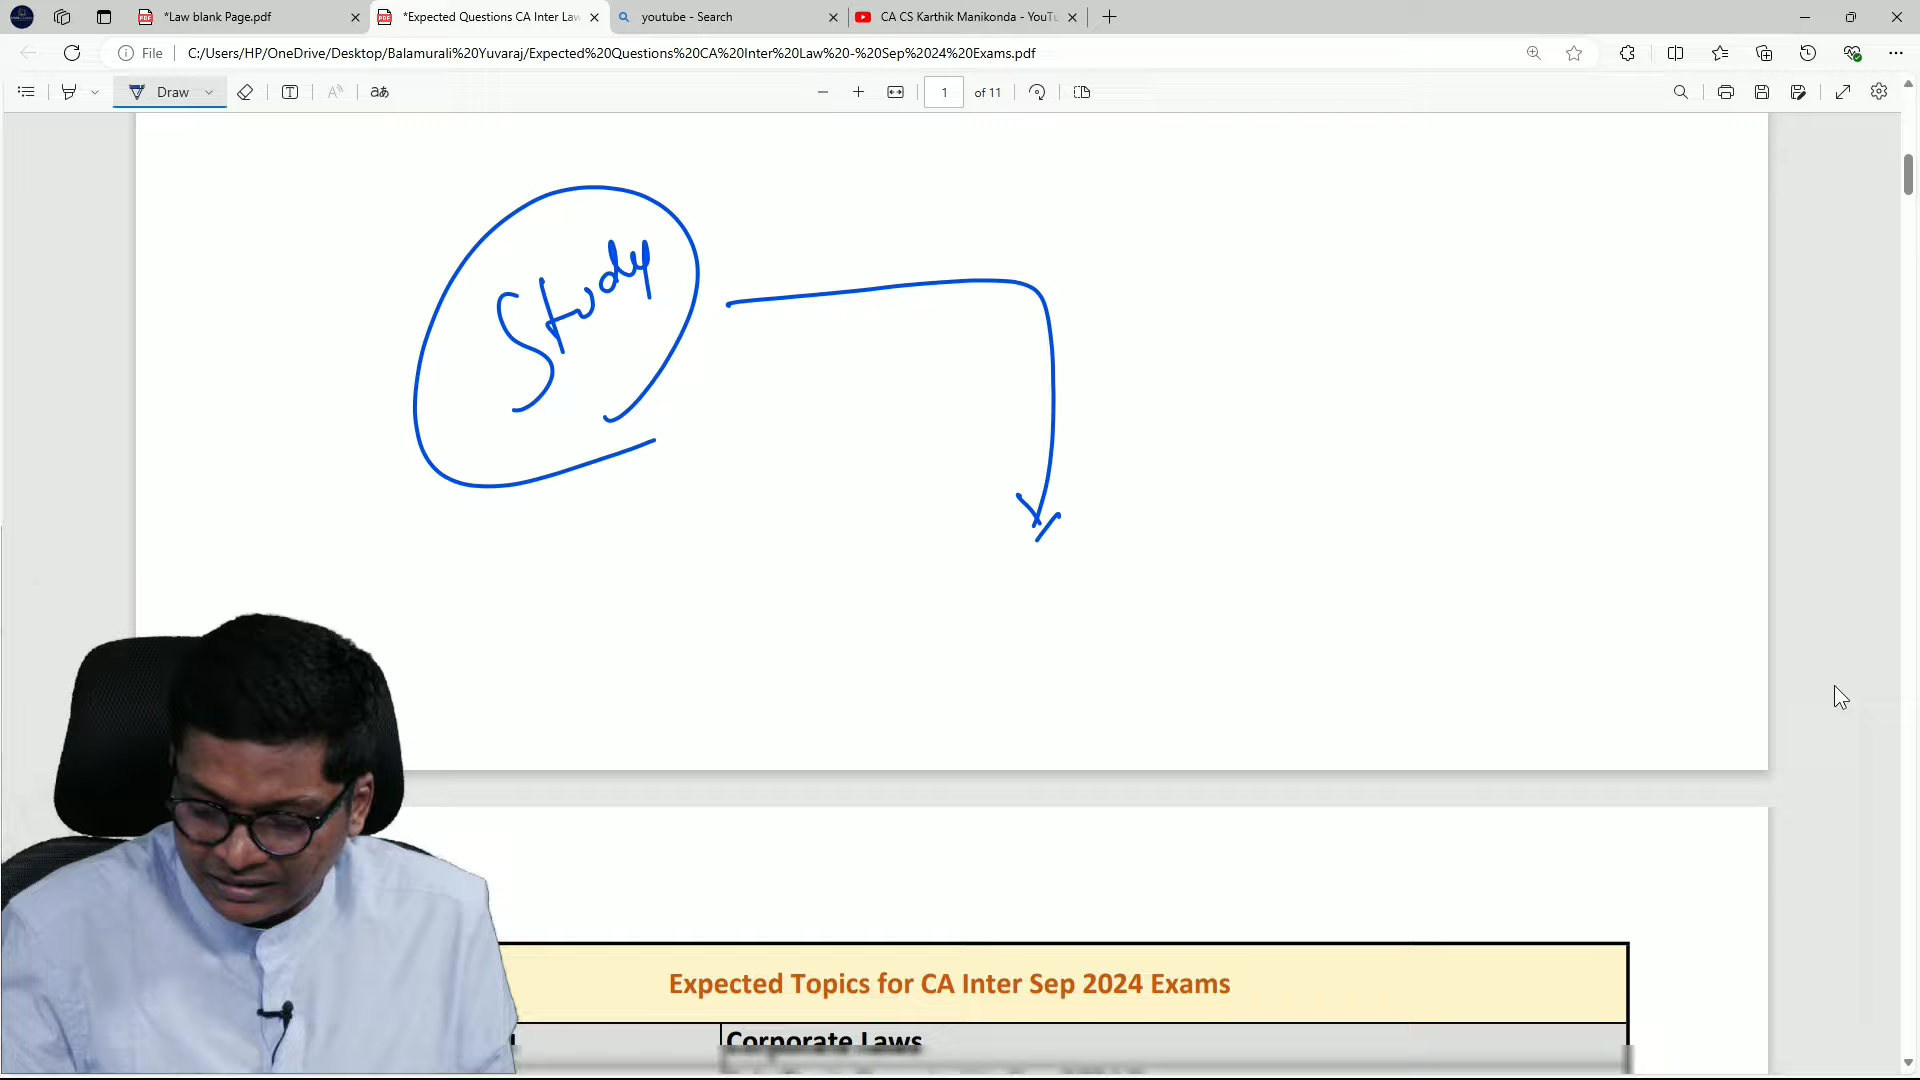 *Law blank Page.pdf
*Expected Questions CA Inter Law
youtube - Search
CA CS Karthik Manikonda - YouTu
File
C:/Users/HP/OneDrive/Desktop/Balamurali%20Yuvaraj/Expected%20Questions%20CA%20Inter%20Law%20-%20Sep%202024%20Exams.pdf
Draw
1 of 11
Study
Expected Topics for CA Inter Sep 2024 Exams
Corporate Laws